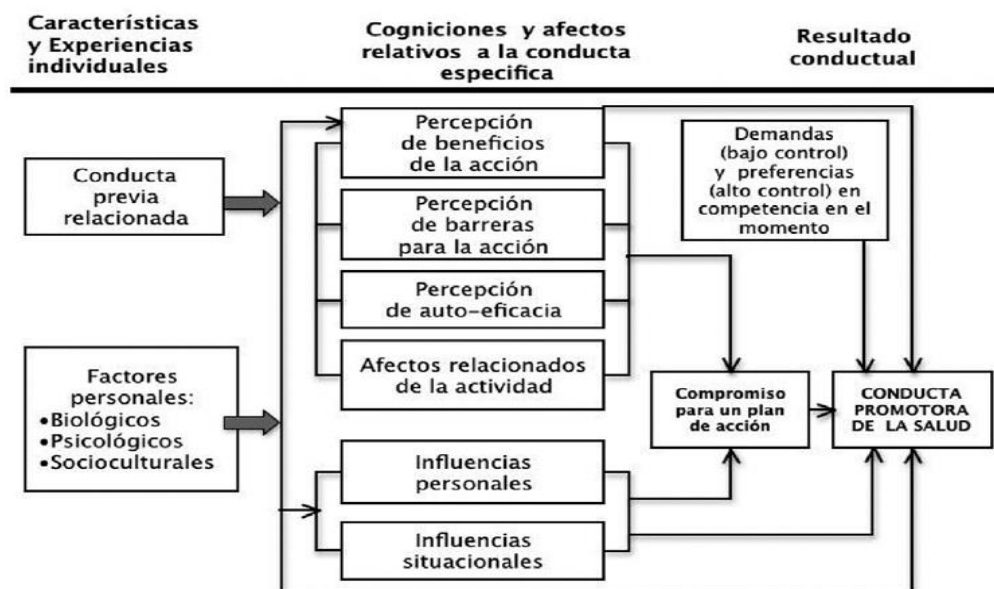 Características
y Experiencias
individuales
Cogniciones y afectos
relativos a la conducta
especifica
Resultado
conductual
Conducta
previa
relacionada
Factores
personales:
•Biológicos
•Psicológicos
•Socioculturales
Percepción
de beneficios
de la acción
Percepción
de barreras
para la acción
Percepción
de auto-eficacia
Afectos relacionados
de la actividad
Influencias
personales
Influencias
situacionales
Demandas
(bajo control)
y preferencias
(alto control) en
competencia en el
momento
Compromiso
para un plan
de acción
CONDUCTA
PROMOTORA
DE LA SALUD